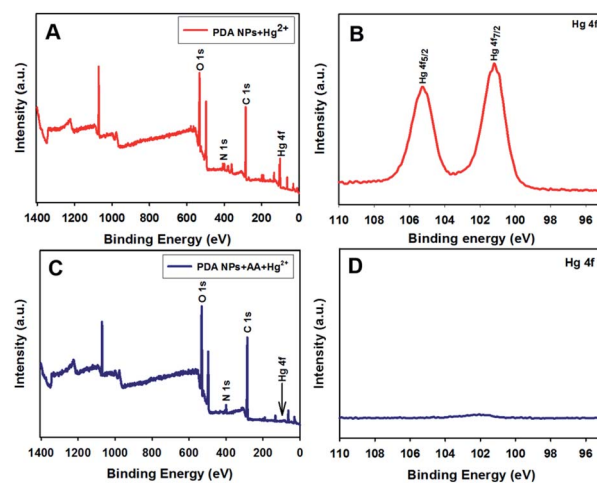 A
PDA NPs+Hg2+
O 1s
N 1s
C 1s
Hg 4f
Intensity (a.u.)
1400 1200 1000 800 600 400 200 0
Binding Energy (eV)
B
Hg 4f
Hg 4f5/2
Hg 4f7/2
Intensity (a.u.)
110 108 106 104 102 100 98 96
Binding energy (eV)
C
PDA NPs+AA+Hg2+
O 1s
N 1s
C 1s
Hg 4f
Intensity (a.u.)
1400 1200 1000 800 600 400 200 0
Binding Energy (eV)
D
Hg 4f
Intensity (a.u.)
110 108 106 104 102 100 98 96
Binding Energy (eV)